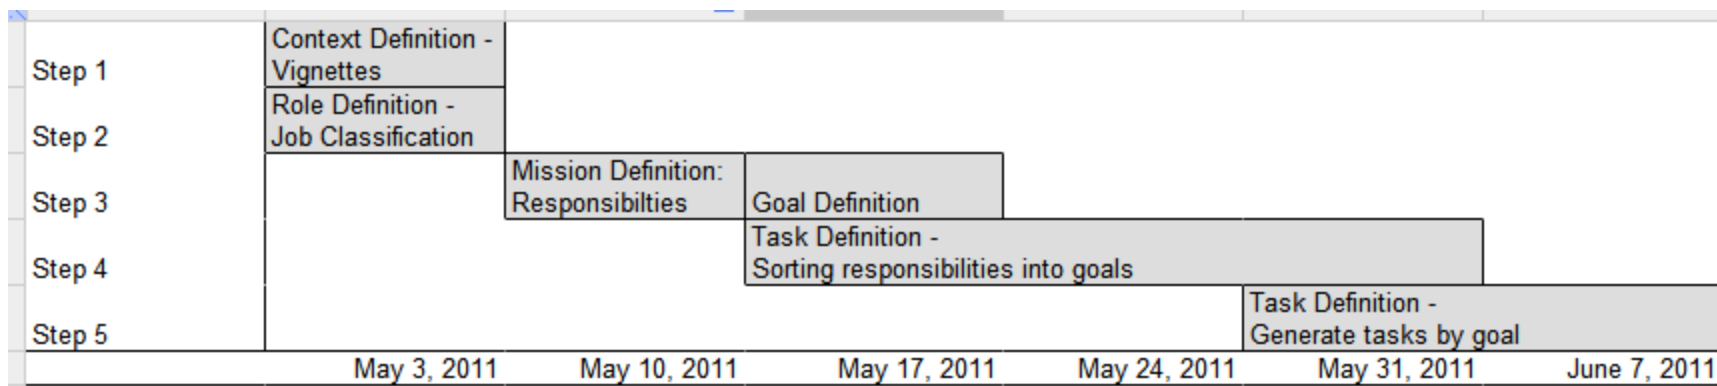 Context Definition -
Step 1
Vignettes
Role Definition -
Step 2
Job Classification
Mission Definition:
Step 3
Responsibilties
Goal Definition
Task Definition -
Step 4
Sorting responsibilities into goals
Task Definition -
Step 5
Generate tasks by goal
May 3, 2011
May 10, 2011
May 17, 2011
May 24, 2011
May 31, 2011
June 7, 2011